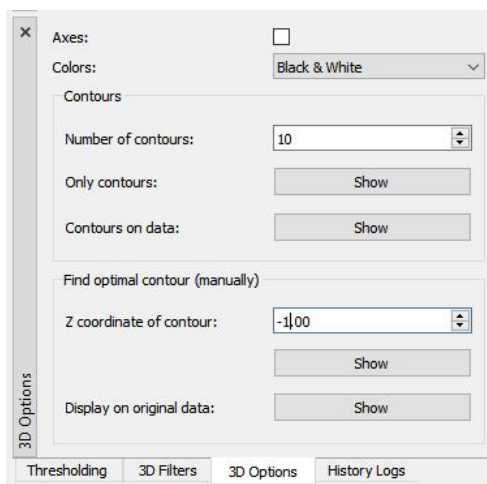 Axes:
Colors: Black & White
Contours
Number of contours: 10
Only contours: Show
Contours on data: Show
Find optimal contour (manually)
Z coordinate of contour: -1.00
Show
Display on original data: Show
3D Options
Thresholding 3D Filters 3D Options History Logs